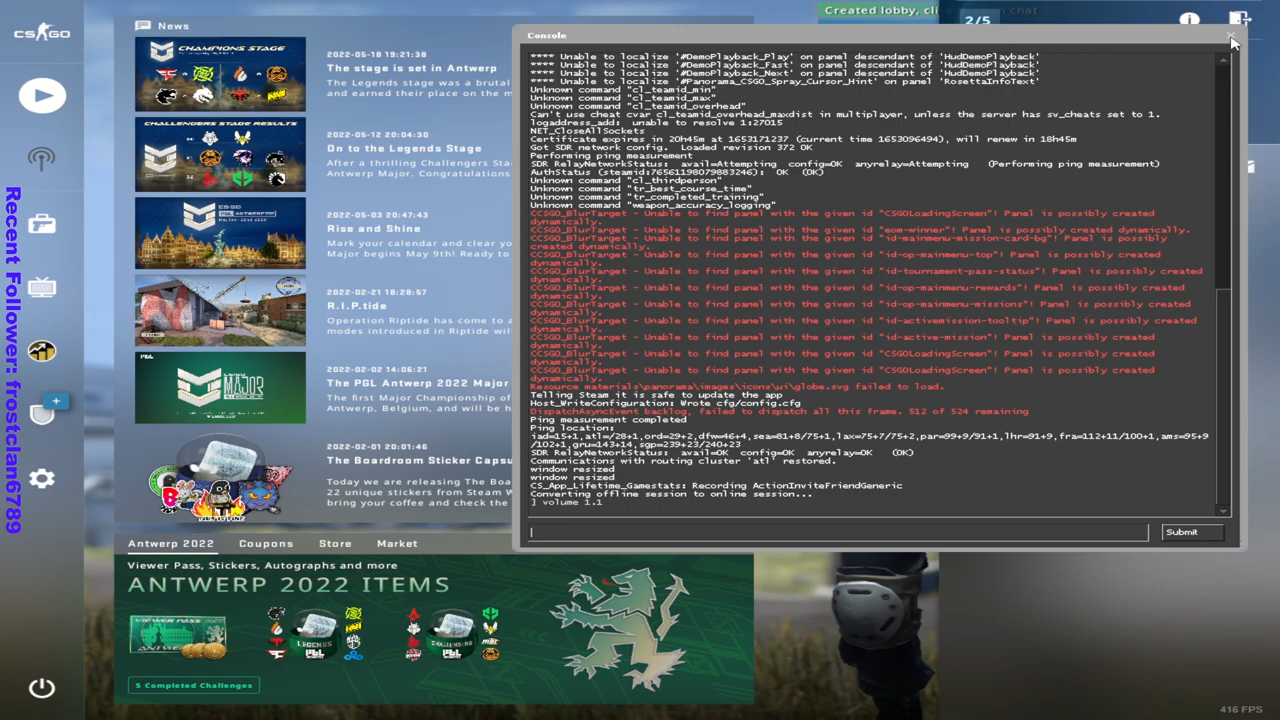 CS:GO
News
2022-05-18 19:21:38
The stage is set in Antwerp
The Legends stage was a brutal
and earned their place on the m
2022-05-12 20:04:30
On to the Legends Stage
After a thrilling Challengers Sta
Antwerp Major. Congratulations
2022-05-03 20:47:43
Rise and Shine
Mark your calendar and clear yo
Major begins May 9th! Ready to
2022-02-21 18:28:57
R.I.P.tide
Operation Riptide has come to a
modes introduced in Riptide wil
2022-02-02 14:06:21
The PGL Antwerp 2022 Major
The first Major Championship of
Antwerp, Belgium, and will be h
2022-02-01 20:01:46
The Boardroom Sticker Capsu
Today we are releasing The Boa
22 unique stickers from Steam W
bring your coffee and check the
CHAMPIONS STAGE
CHALLENGERS STAGE RESULTS
PGL
MAJOR
Recent Follower: frostclan6789
Created lobby, cli
n chat
2/5
Console
**** Unable to localize '#DemoPlayback_Play' on panel descendant of 'HudDemoPlayback'
**** Unable to localize '#DemoPlayback_Fast' on panel descendant of 'HudDemoPlayback'
**** Unable to localize '#DemoPlayback_Next' on panel descendant of 'HudDemoPlayback'
**** Unable to localize '#Panorama_CSGO_Spray_Cursor_Hint' on panel 'RosetaInfoText'
Unknown command "cl_teamid_min"
Unknown command "cl_teamid_max"
Unknown command "cl_teamid_overhead"
Can't use cheat cvar cl_teamid_overhead_maxdist in multiplayer, unless the server has sv_cheats set to 1.
logaddress_add:  unable to resolve 1:27015
NET_CloseAllSockets
Certificate expires in 20h45m at 1653171237 (current time 1653096494), will renew in 18h45m
Got SDR network config.  Loaded revision 372 OK
Performing ping measurement
SDR RelayNetworkStatus:  avail=Attempting  config=OK  anyrelay=Attempting   (Performing ping measurement)
AuthStatus (steamid:76561198079883246):  OK  (OK)
Unknown command "cl_thirdperson"
Unknown command "tr_best_course_time"
Unknown command "tr_completed_training"
Unknown command "weapon_accuracy_logging"
CCSGO_BlurTarget - Unable to find panel with the given id "CSGOLoadingScreen"! Panel is possibly created
dynamically.
CCSGO_BlurTarget - Unable to find panel with the given id "eom-winner"! Panel is possibly created dynamically.
CCSGO_BlurTarget - Unable to find panel with the given id "id-mainmenu-mission-card-bg"! Panel is possibly
created dynamically.
CCSGO_BlurTarget - Unable to find panel with the given id "id-op-mainmenu-top"! Panel is possibly created
dynamically.
CCSGO_BlurTarget - Unable to find panel with the given id "id-tournament-pass-status"! Panel is possibly created
dynamically.
CCSGO_BlurTarget - Unable to find panel with the given id "id-op-mainmenu-rewards"! Panel is possibly created
dynamically.
CCSGO_BlurTarget - Unable to find panel with the given id "id-op-mainmenu-missions"! Panel is possibly created
dynamically.
CCSGO_BlurTarget - Unable to find panel with the given id "id-activemission-tooltip"! Panel is possibly created
dynamically.
CCSGO_BlurTarget - Unable to find panel with the given id "id-active-mission"! Panel is possibly created
dynamically.
CCSGO_BlurTarget - Unable to find panel with the given id "CSGOLoadingScreen"! Panel is possibly created
dynamically.
CCSGO_BlurTarget - Unable to find panel with the given id "CSGOLoadingScreen"! Panel is possibly created
dynamically.
Resource materials\panorama\images\icons\ui\globe.svg failed to load.
Telling Steam it is safe to update the app
Host_WriteConfiguration: Wrote cfg/config.cfg
DispatchAsyncEvent backlog, failed to dispatch all this frame. 512 of 524 remaining
Ping measurement completed
Ping location:
iad=15+1,atl=/28+1,ord=29+2,dfw=46+4,sea=81+8/75+1,lax=75+7/75+2,par=99+9/91+1,lhr=91+9,fra=112+11/100+1,ams=95+9
/102+1,gru=143+14,sgp=239+23/240+23
SDR RelayNetworkStatus:  avail=OK  config=OK  anyrelay=OK   (OK)
Communications with routing cluster 'atl' restored.
window resized
window resized
CS_App_Lifetime_Gamestats: Recording ActionInviteFriendGeneric
Converting offline session to online session...
] volume 1.1
Submit
Antwerp 2022
Coupons
Store
Market
Viewer Pass, Stickers, Autographs and more
ANTWERP 2022 ITEMS
VIEWER PASS
LEGENDS
PGL
CHALLENGERS
PGL
5 Completed Challenges
416 FPS